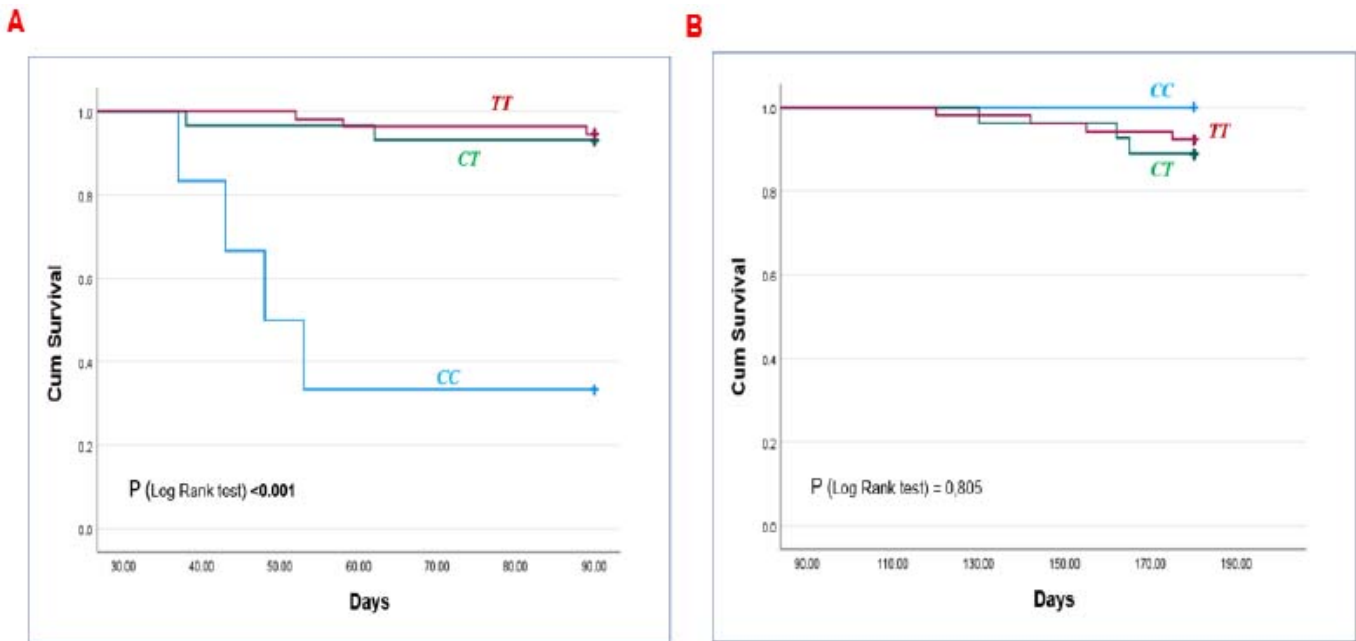 A
1.0
0.8
0.6
0.4
0.2
0.0
Cum Survival
TT
CT
CC
P (Log Rank test) <0.001
30.00 40.00 50.00 60.00 70.00 80.00 90.00
Days
B
1.0
0.8
0.6
0.4
0.2
0.0
Cum Survival
CC
TT
CT
P (Log Rank test) = 0,805
90.00 110.00 130.00 150.00 170.00 190.00
Days